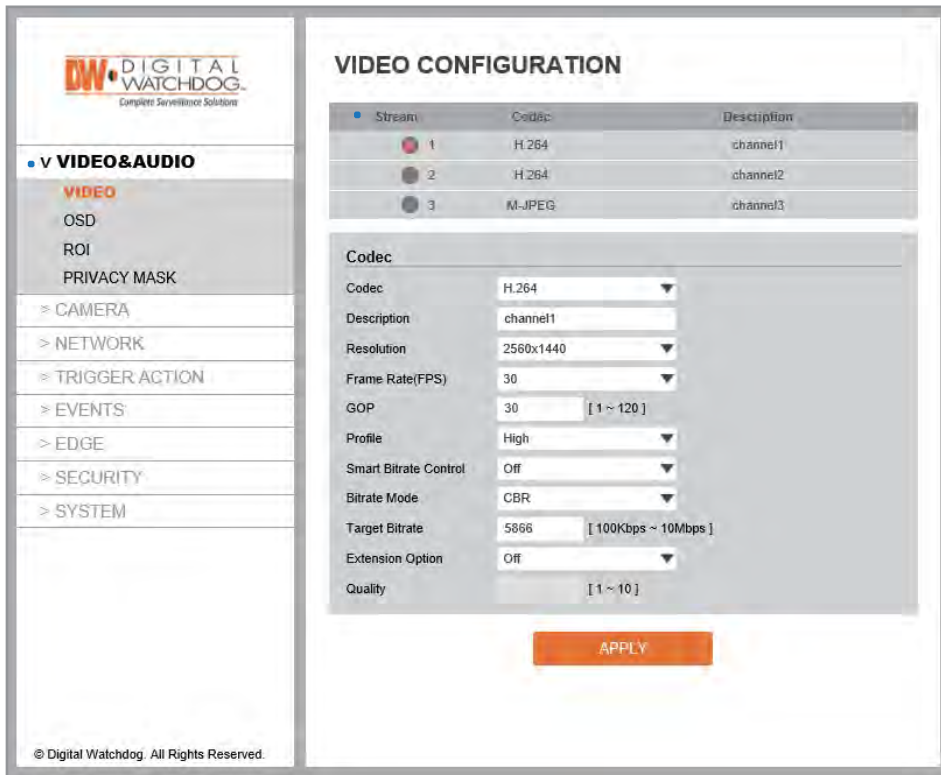 DW DIGITAL
WATCHDOG
Complete Surveillance Solutions
v VIDEO&AUDIO
VIDEO
OSD
ROI
PRIVACY MASK
> CAMERA
> NETWORK
> TRIGGER ACTION
> EVENTS
> EDGE
> SECURITY
> SYSTEM
© Digital Watchdog. All Rights Reserved.
VIDEO CONFIGURATION
Stream Codec Description
1 H.264 channel1
2 H.264 channel2
3 M-JPEG channel3
Codec
Codec H.264
Description channel1
Resolution 2560x1440
Frame Rate(FPS) 30
GOP 30 [ 1 ~ 120 ]
Profile High
Smart Bitrate Control Off
Bitrate Mode CBR
Target Bitrate 5866 [ 100Kbps ~ 10Mbps ]
Extension Option Off
Quality [ 1 ~ 10 ]
APPLY